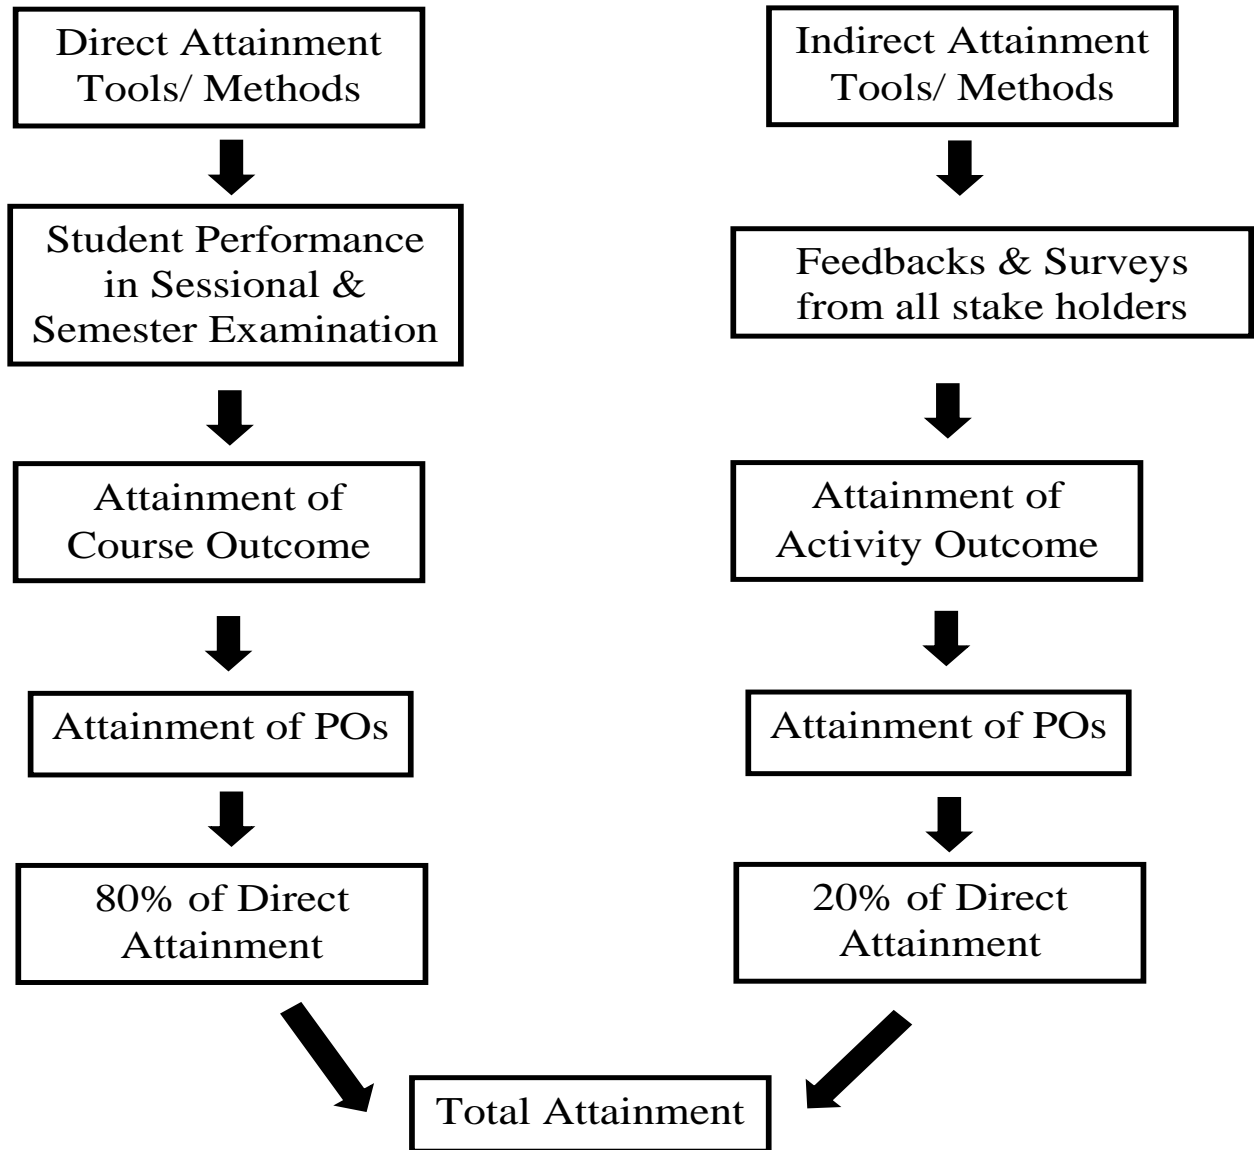 Direct Attainment
Tools/ Methods
Student Performance
in Sessional &
Semester Examination
Attainment of
Course Outcome
Attainment of POs
80% of Direct
Attainment
Indirect Attainment
Tools/ Methods
Feedbacks & Surveys
from all stake holders
Attainment of
Activity Outcome
Attainment of POs
20% of Direct
Attainment
Total Attainment